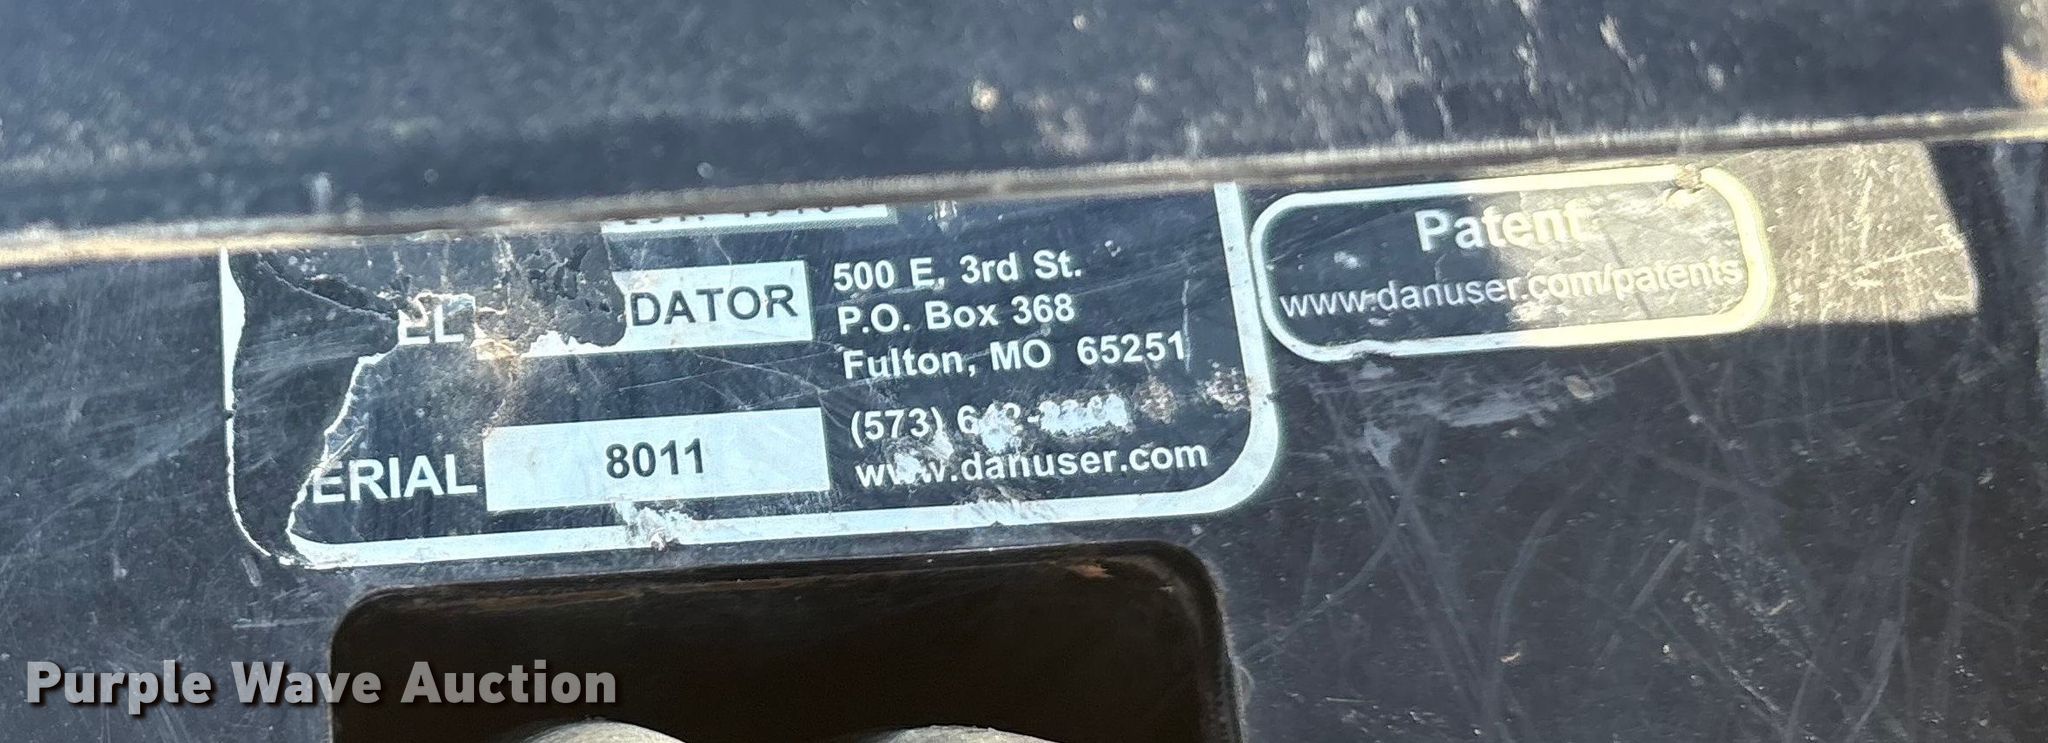 DATOR
500 E. 3rd St.
P.O. Box 368
Fulton, MO 65251
(573)
www.danuser.com
ERIAL 8011
Patent
www.danuser.com/patents
Purple Wave Auction